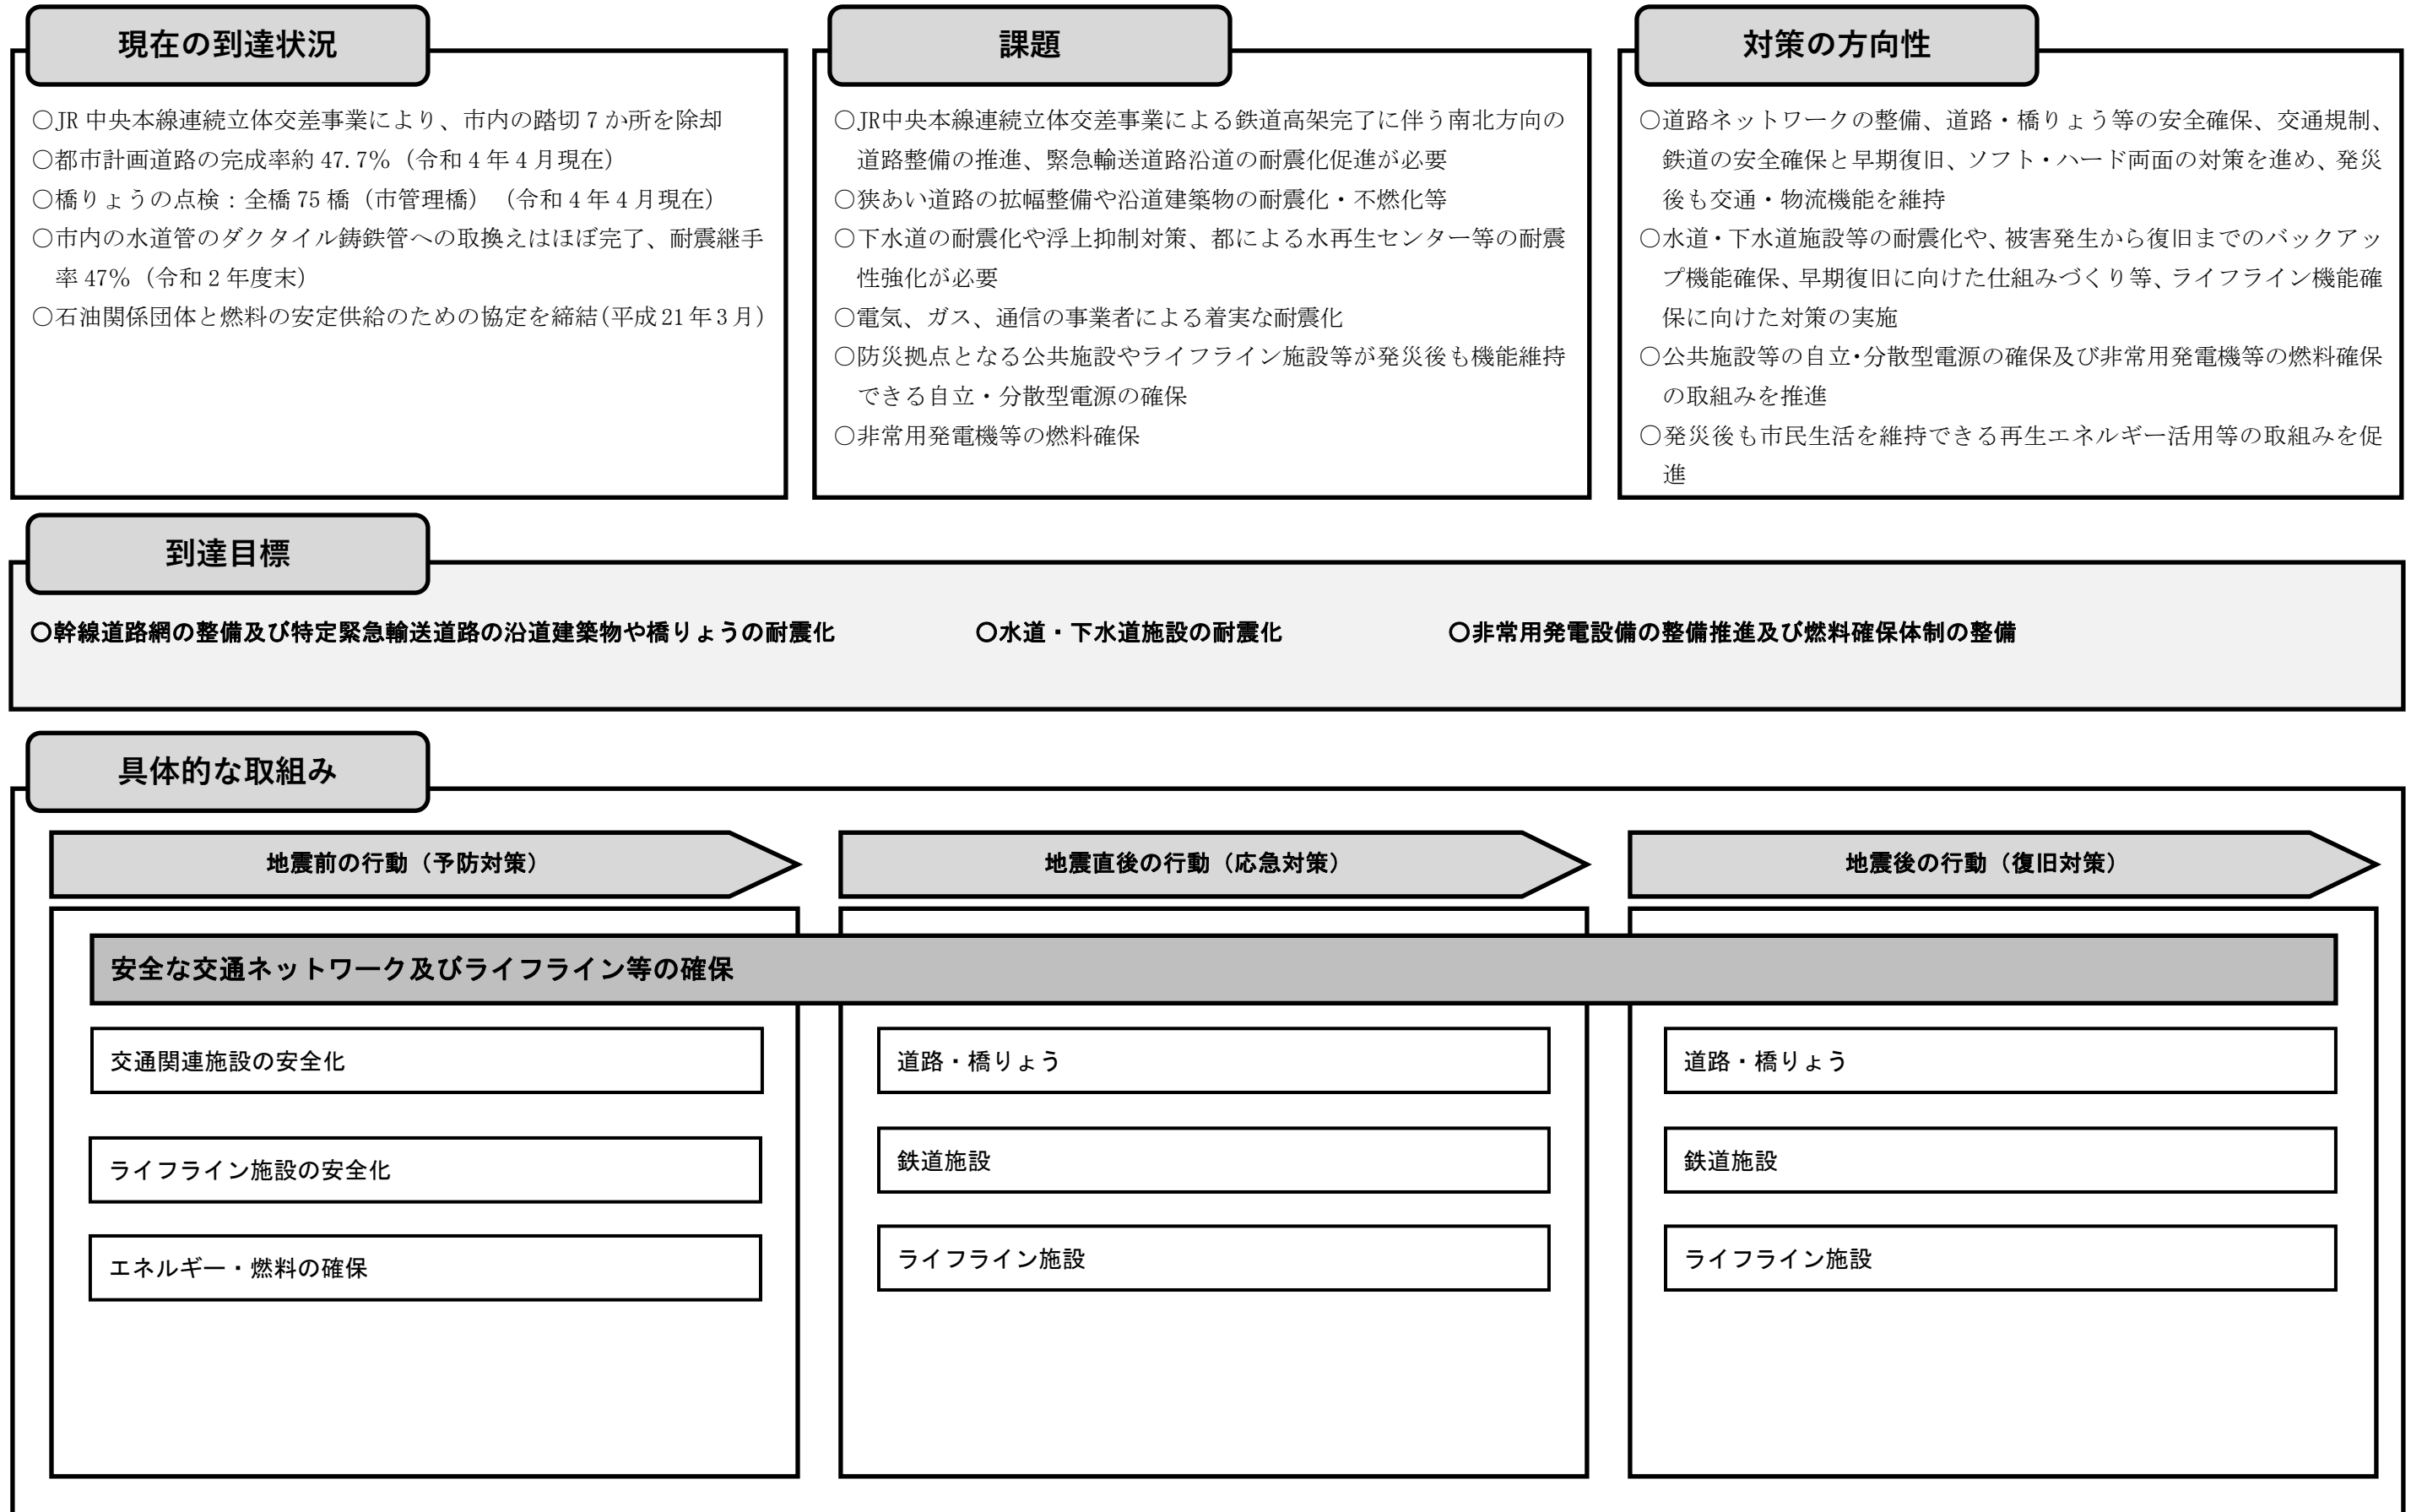 現在の到達状況
○JR 中央本線連続立体交差事業により、市内の踏切 7 か所を除却
○都市計画道路の完成率約 47.7％（令和 4 年 4 月現在）
○橋りょうの点検：全橋 75 橋（市管理橋）（令和 4 年 4 月現在）
○市内の水道管のダクタイル鋳鉄管への取換えはほぼ完了、耐震継手
率 47％（令和 2 年度末）
○石油関係団体と燃料の安定供給のための協定を締結(平成 21 年 3 月)
課題
○JR中央本線連続立体交差事業による鉄道高架完了に伴う南北方向の
道路整備の推進、緊急輸送道路沿道の耐震化促進が必要
○狭あい道路の拡幅整備や沿道建築物の耐震化・不燃化等
○下水道の耐震化や浮上抑制対策、都による水再生センター等の耐震
性強化が必要
○電気、ガス、通信の事業者による着実な耐震化
○防災拠点となる公共施設やライフライン施設等が発災後も機能維持
できる自立・分散型電源の確保
○非常用発電機等の燃料確保
対策の方向性
○道路ネットワークの整備、道路・橋りょう等の安全確保、交通規制、
鉄道の安全確保と早期復旧、ソフト・ハード両面の対策を進め、発災
後も交通・物流機能を維持
○水道・下水道施設等の耐震化や、被害発生から復旧までのバックアッ
プ機能確保、早期復旧に向けた仕組みづくり等、ライフライン機能確
保に向けた対策の実施
○公共施設等の自立・分散型電源の確保及び非常用発電機等の燃料確保
の取組みを推進
○発災後も市民生活を維持できる再生エネルギー活用等の取組みを促
進
到達目標
○幹線道路網の整備及び特定緊急輸送道路の沿道建築物や橋りょうの耐震化
○水道・下水道施設の耐震化
○非常用発電設備の整備推進及び燃料確保体制の整備
具体的な取組み
地震前の行動（予防対策）
地震直後の行動（応急対策）
地震後の行動（復旧対策）
安全な交通ネットワーク及びライフライン等の確保
交通関連施設の安全化
ライフライン施設の安全化
エネルギー・燃料の確保
道路・橋りょう
鉄道施設
ライフライン施設
道路・橋りょう
鉄道施設
ライフライン施設